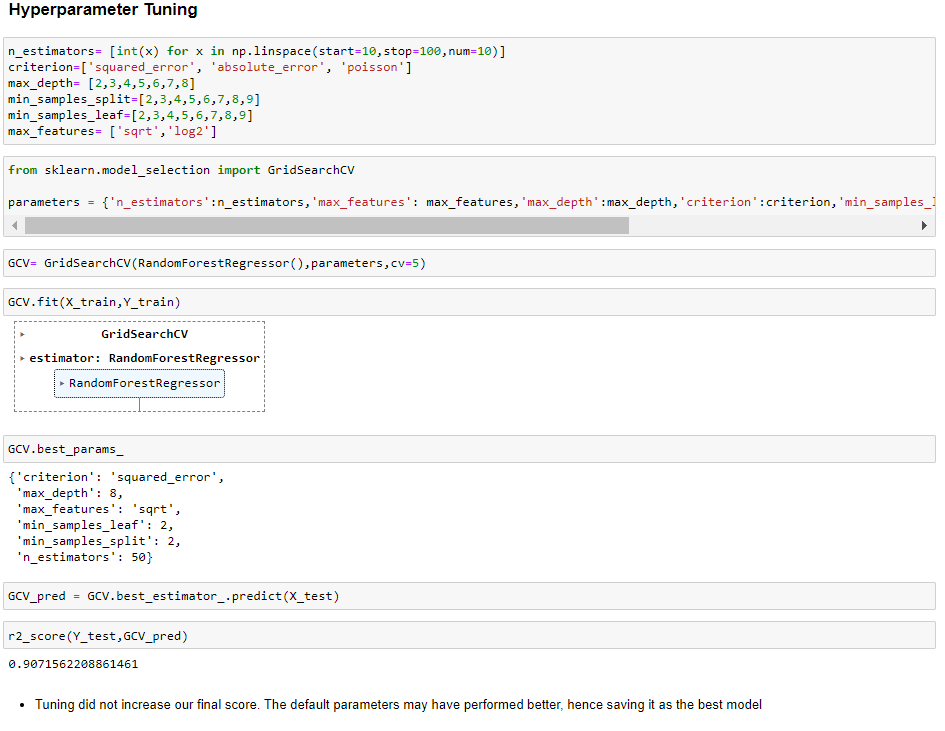 Hyperparameter Tuning
n_estimators= [int(x) for x in np.linspace(start=10,stop=100,num=10)]
criterion=['squared_error', 'absolute_error', 'poisson']
max_depth= [2,3,4,5,6,7,8]
min_samples_split=[2,3,4,5,6,7,8,9]
min_samples_leaf=[2,3,4,5,6,7,8,9]
max_features= ['sqrt','log2']
from sklearn.model_selection import GridSearchCV
parameters = {'n_estimators':n_estimators,'max_features': max_features,'max_depth':max_depth,'criterion':criterion,'min_samples_
GCV= GridSearchCV(RandomForestRegressor(),parameters,cv=5)
GCV.fit(X_train,Y_train)
GridSearchCV
estimator: RandomForestRegressor
RandomForestRegressor
GCV.best_params_
{'criterion': 'squared_error',
'max_depth': 8,
'max_features': 'sqrt',
'min_samples_leaf': 2,
'min_samples_split': 2,
'n_estimators': 50}
GCV_pred = GCV.best_estimator_.predict(X_test)
r2_score(Y_test,GCV_pred)
0.9071562208861461
• Tuning did not increase our final score. The default parameters may have performed better, hence saving it as the best model